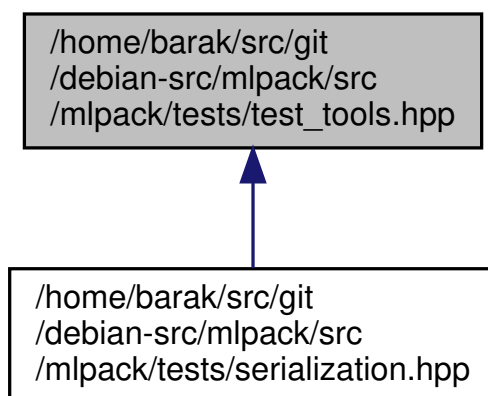 /home/barak/src/git
/debian-src/mlpack/src
/mlpack/tests/test_tools.hpp
/home/barak/src/git
/debian-src/mlpack/src
/mlpack/tests/serialization.hpp